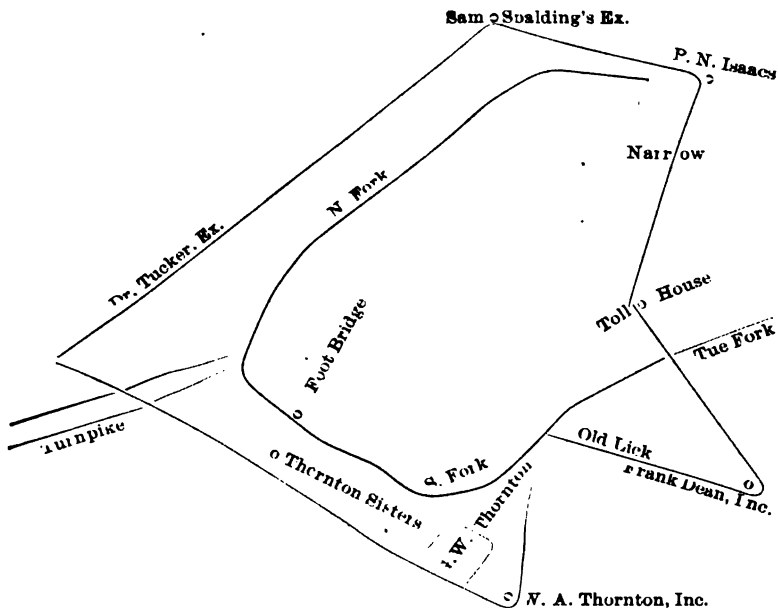 Sam Spalding's Ex.
P. N. Isaacs
Narrow
N Fork
Dr. Tucker. Ex.
Toll House
Tue Fork
Foot Bridge
Turnpike
Old Lick
Frank Dean, Inc.
S. Fork
Thornton Sisters
W. Thornton
A. Thornton, Inc.